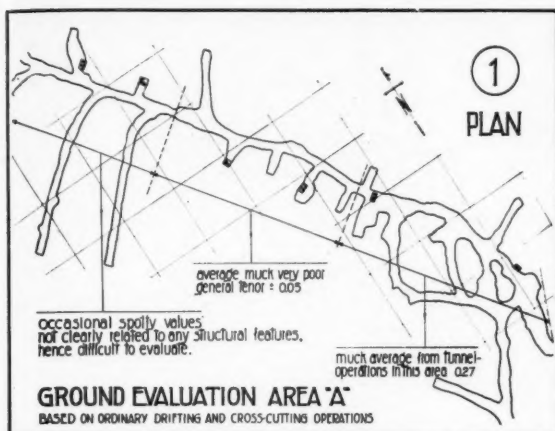 1
PLAN
average muck very poor
general tenor = 0.05
occasional spotty values
not clearly related to any structural features,
hence difficult to evaluate.
muck average from tunnel-
operations in this area 0.27
GROUND EVALUATION AREA "A"
BASED ON ORDINARY DRIFTING AND CROSS-CUTTING OPERATIONS